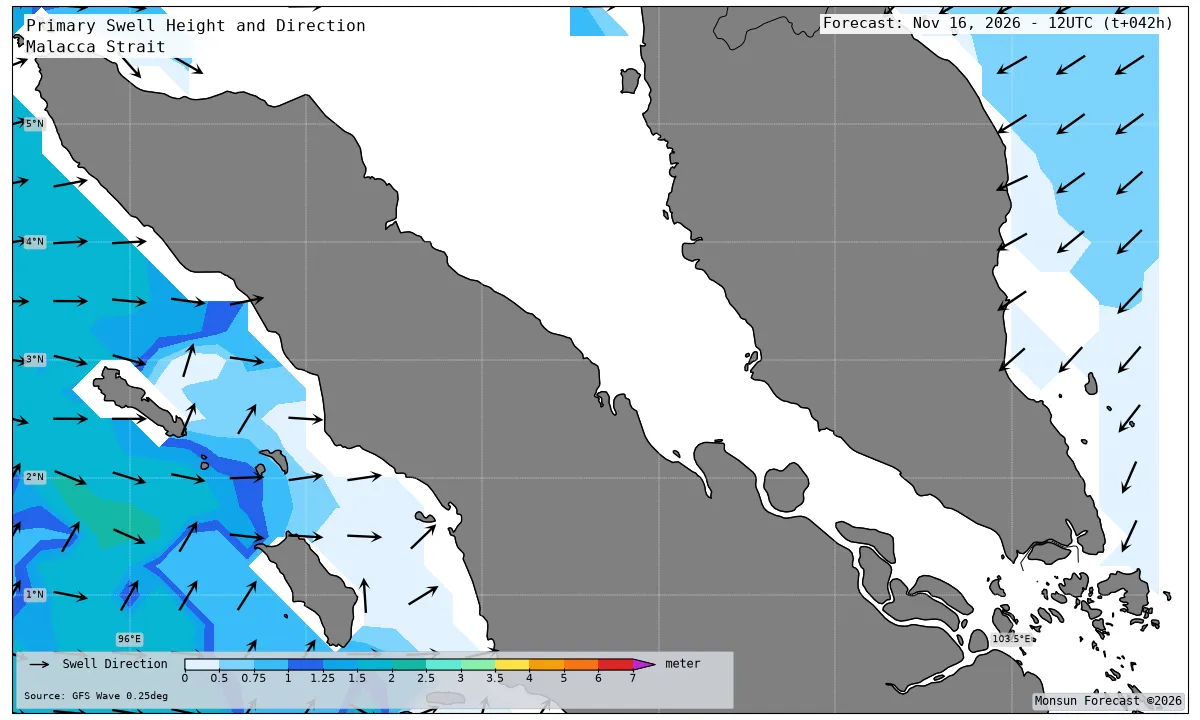 Primary Swell Height and Direction
Malacca Strait
Forecast: Nov 16, 2026 - 12UTC (t+042h)
5°N
4°N
3°N
2°N
1°N
96°E
103.5°E
Swell Direction
meter
0 0.5 0.75 1 1.25 1.5 2 2.5 3 3.5 4 5 6 7
Source: GFS Wave 0.25deg
Monsun Forecast ©2026